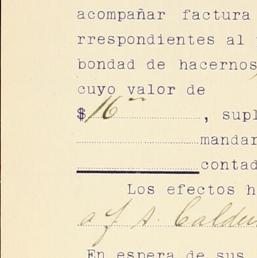 acompañar factura
rrespondientes al
bondad de hacernos
cuyo valor de
$16 , supl
mandar
contad
Los efectos h
a f s. Calde
En espera de sus